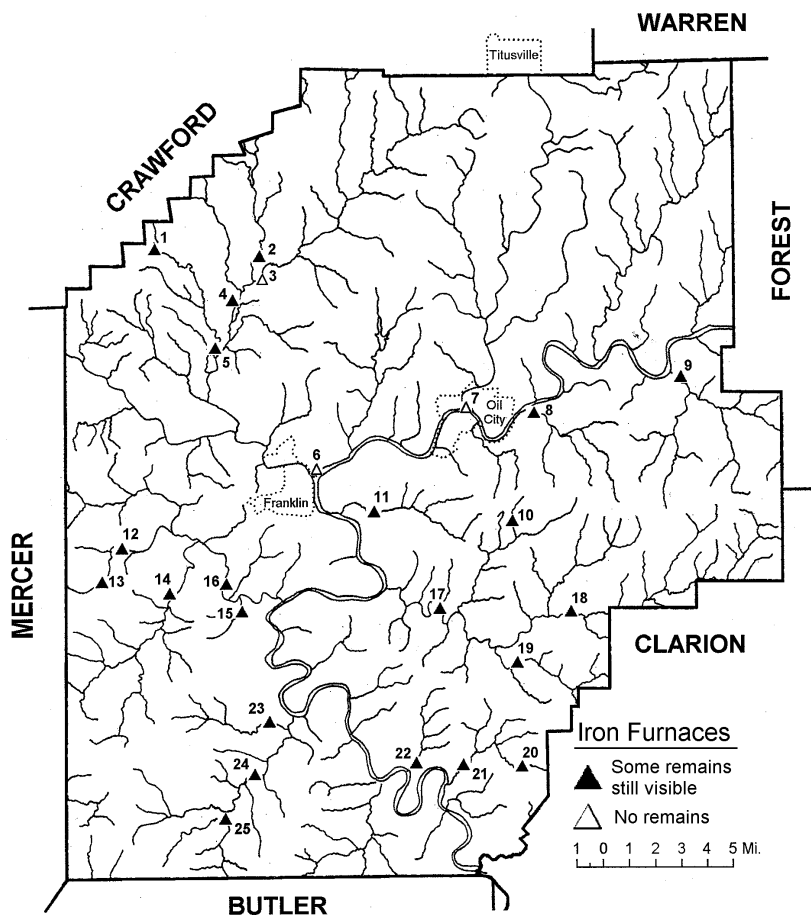 WARREN
Titusville
CRAWFORD
FOREST
1
2
3
4
5
9
7
Oil
City
8
6
Franklin
11
10
12
13
14
16
15
17
18
MERCER
19
CLARION
23
22
21
20
24
25
Iron Furnaces
Some remains
still visible
No remains
1 0 1 2 3 4 5 Mi.
BUTLER